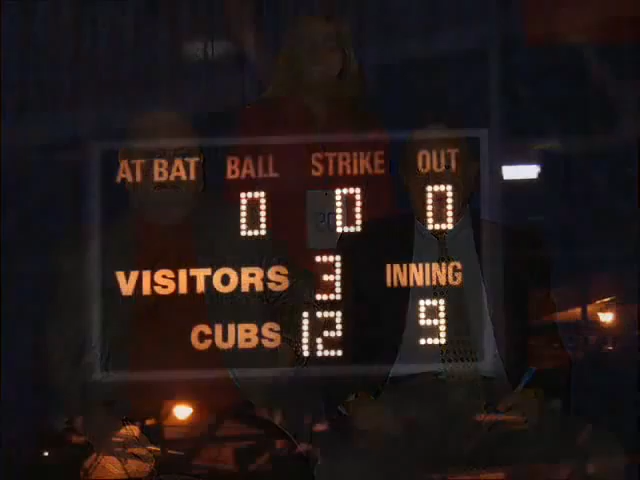 AT BAT BALL STRIKE OUT
0 0 0
VISITORS 3 INNING
CUBS 12 9